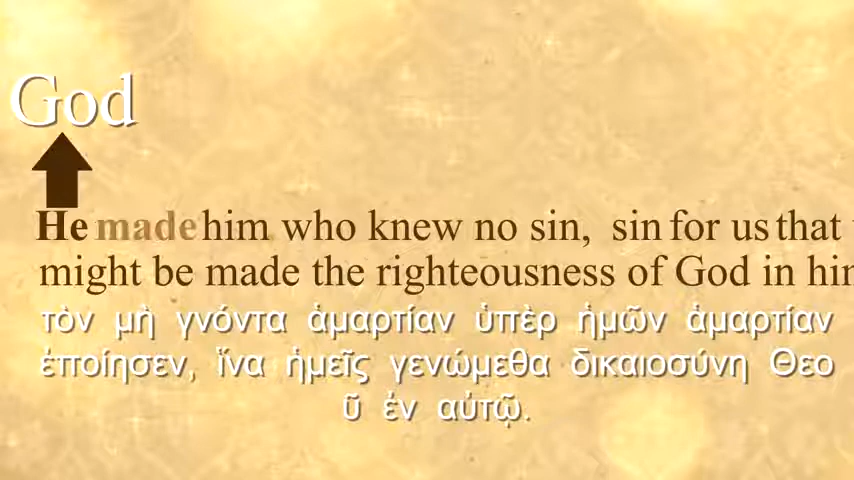 God
He made him who knew no sin, sin for us that
might be made the righteousness of God in
τὸν μὴ γνόντα ἁμαρτίαν ὑπὲρ ἡμῶν ἁμαρτίαν
ἐποίησεν, ἵνα ἡμεῖς γενώμεθα δικαιοσύνη Θεο
ῦ ἐν αὐτῷ.